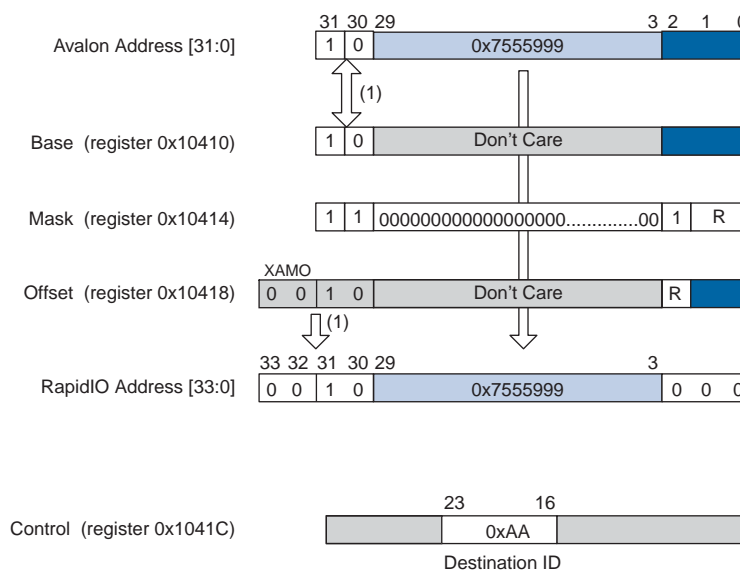 31 30 29 3 2 1
Avalon Address [31:0] 1 0 0x7555999
(1)
Base (register 0x10410) 1 0 Don't Care
Mask (register 0x10414) 1 1 000000000000000000..............00 1 R
XAMO
Offset (register 0x10418) 0 0 1 0 Don't Care R
(1)
33 32 31 30 29 3
RapidIO Address [33:0] 0 0 1 0 0x7555999 0 0 0
23 16
Control (register 0x1041C) 0xAA
Destination ID